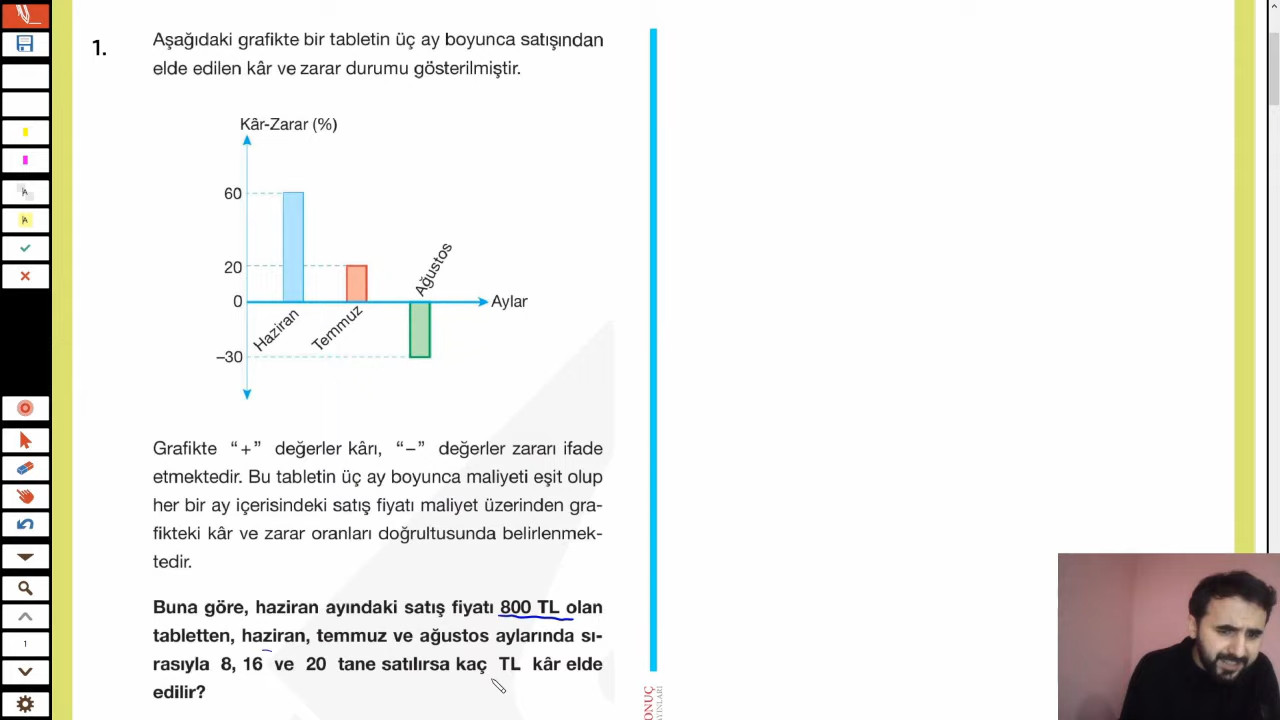 1.
Aşağıdaki grafikte bir tabletin üç ay boyunca satışından
elde edilen kâr ve zarar durumu gösterilmiştir.
Kâr-Zarar (%)
60
20
0
−30
Haziran
Temmuz
Ağustos
Aylar
Grafikte “+” değerler kârı, “−” değerler zararı ifade
etmektedir. Bu tabletin üç ay boyunca maliyeti eşit olup
her bir ay içerisindeki satış fiyatı maliyet üzerinden gra-
fikteki kâr ve zarar oranları doğrultusunda belirlenmek-
tedir.
Buna göre, haziran ayındaki satış fiyatı 800 TL olan
tabletten, haziran, temmuz ve ağustos aylarında sı-
rasıyla 8, 16 ve 20 tane satılırsa kaç TL kâr elde
edilir?
A
A
1